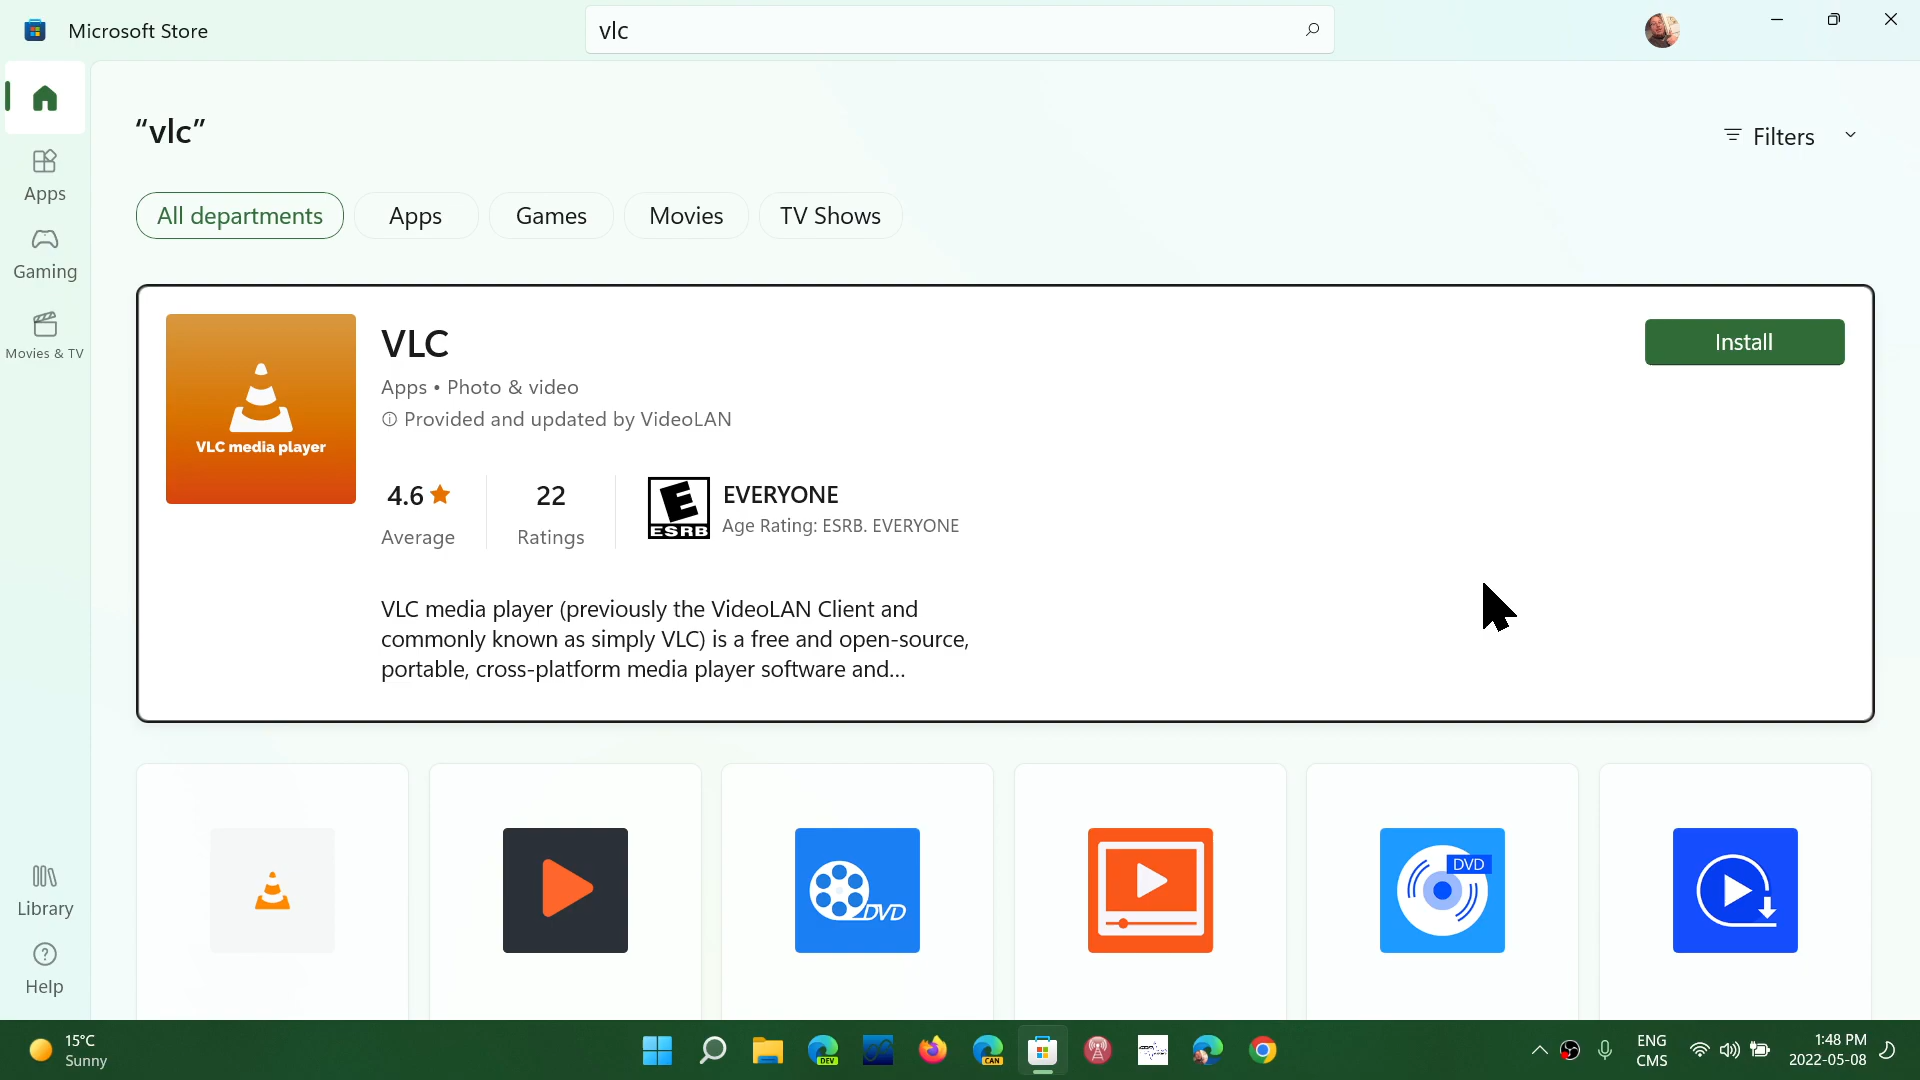 Microsoft Store
vlc
Apps
Gaming
Movies & TV
Library
Help
“vlc”
Filters
All departments
Apps
Games
Movies
TV Shows
VLC media player
VLC
Apps • Photo & video
Provided and updated by VideoLAN
Install
4.6
Average
22
Ratings
E
ESRB
EVERYONE
Age Rating: ESRB. EVERYONE
VLC media player (previously the VideoLAN Client and
commonly known as simply VLC) is a free and open-source,
portable, cross-platform media player software and...
DVD
DVD
15°C
Sunny
DEV
CAN
ENG
CMS
1:48 PM
2022-05-08